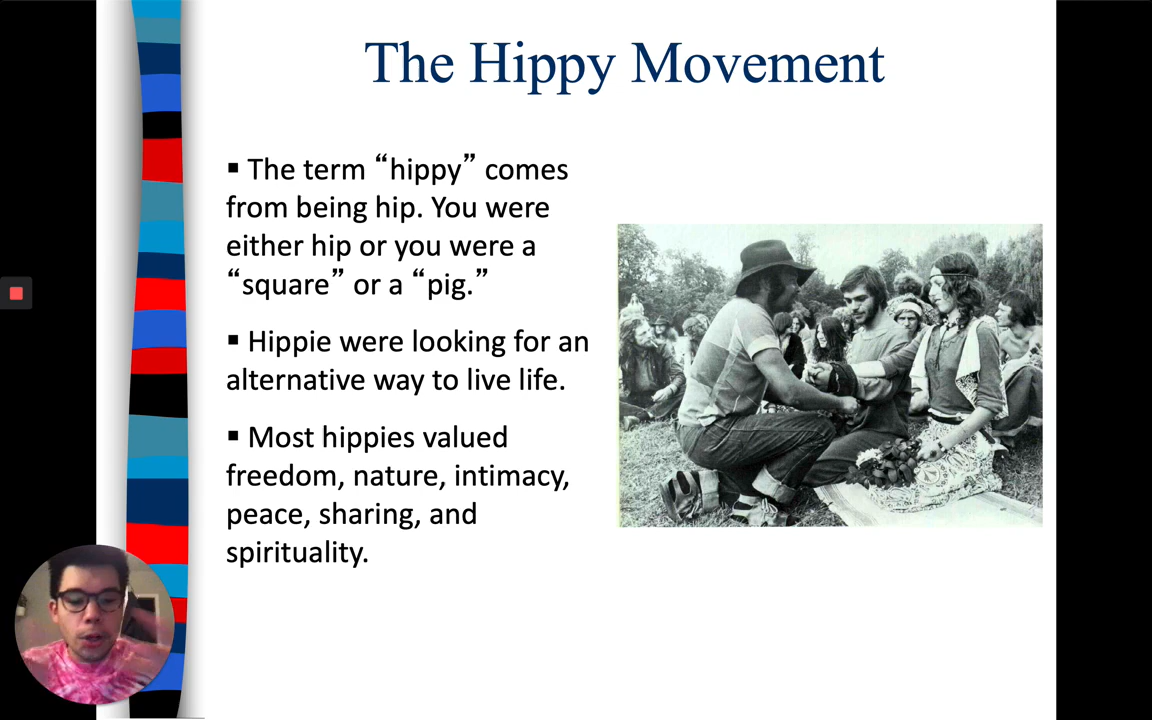 The Hippy Movement
▪ The term “hippy” comes
from being hip. You were
either hip or you were a
“square” or a “pig.”
▪ Hippie were looking for an
alternative way to live life.
▪ Most hippies valued
freedom, nature, intimacy,
peace, sharing, and
spirituality.